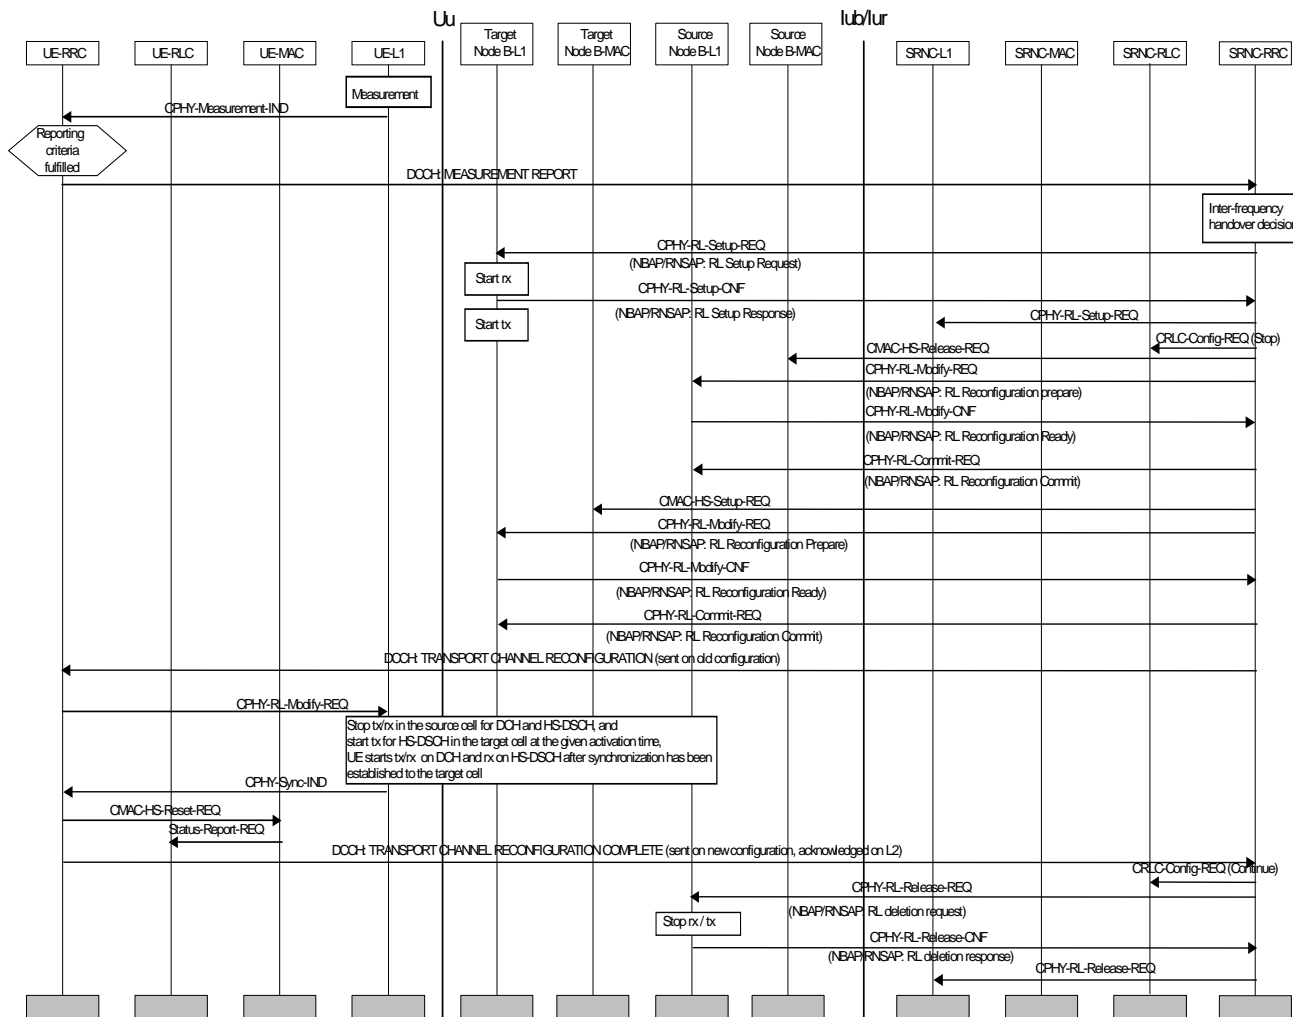 Uu
Iub/Iur
UE-RRC
UE-RLC
UE-MAC
UE-L1
Target
Node B-L1
Target
Node B-MAC
Source
Node B-L1
Source
Node B-MAC
SRNC-L1
SRNC-MAC
SRNC-RLC
SRNC-RRC
Measurement
CPHY-Measurement-IND
Reporting
criteria
fulfilled
DCCH: MEASUREMENT REPORT
Inter-frequency
handover decision
CPHY-RL-Setup-REQ
(NBAP/RNSAP: RL Setup Request)
Start rx
CPHY-RL-Setup-CNF
(NBAP/RNSAP: RL Setup Response)
Start tx
CPHY-RL-Setup-REQ
CRLC-Config-REQ (Stop)
CMAC-HS-Release-REQ
CPHY-RL-Modify-REQ
(NBAP/RNSAP: RL Reconfiguration prepare)
CPHY-RL-Modify-CNF
(NBAP/RNSAP: RL Reconfiguration Ready)
CPHY-RL-Commit-REQ
(NBAP/RNSAP: RL Reconfiguration Commit)
CMAC-HS-Setup-REQ
CPHY-RL-Modify-REQ
(NBAP/RNSAP: RL Reconfiguration Prepare)
CPHY-RL-Modify-CNF
(NBAP/RNSAP: RL Reconfiguration Ready)
CPHY-RL-Commit-REQ
(NBAP/RNSAP: RL Reconfiguration Commit)
DCCH: TRANSPORT CHANNEL RECONFIGURATION (sent on old configuration)
CPHY-RL-Modify-REQ
Stop tx/rx in the source cell for DCH and HS-DSCH, and
start tx for HS-DSCH in the target cell at the given activation time,
UE starts tx/rx on DCH and rx on HS-DSCH after synchronization has been
established to the target cell
CPHY-Sync-IND
CMAC-HS-Reset-REQ
Status-Report-REQ
DCCH: TRANSPORT CHANNEL RECONFIGURATION COMPLETE (sent on new configuration, acknowledged on L2)
CRLC-Config-REQ (Continue)
CPHY-RL-Release-REQ
(NBAP/RNSAP: RL deletion request)
Stop rx / tx
CPHY-RL-Release-CNF
(NBAP/RNSAP: RL deletion response)
CPHY-RL-Release-REQ